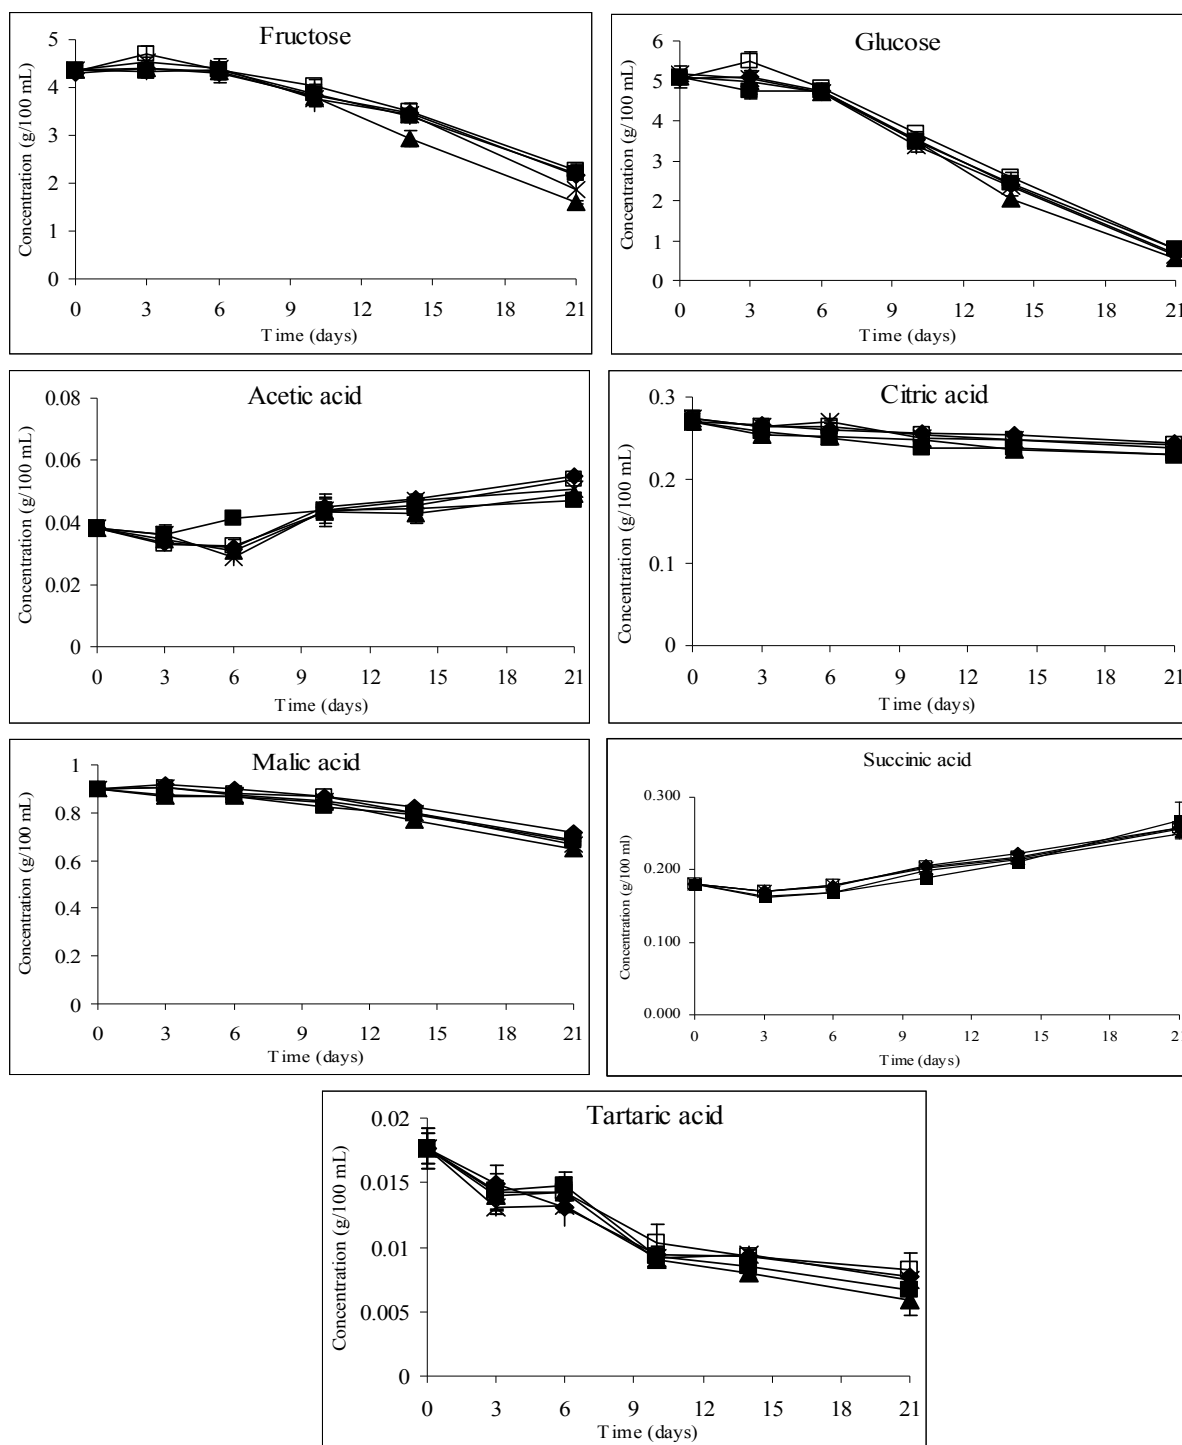 Fructose
Concentration (g/100 mL)
5
4
3
2
1
0
0 3 6 9 12 15 18 21
Time (days)
Glucose
Concentration (g/100 mL)
6
5
4
3
2
1
0
0 3 6 9 12 15 18 21
Time (days)
Acetic acid
Concentration (g/100 mL)
0.08
0.06
0.04
0.02
0
0 3 6 9 12 15 18 21
Time (days)
Citric acid
Concentration (g/100 mL)
0.3
0.2
0.1
0
0 3 6 9 12 15 18 21
Time (days)
Malic acid
Concentration (g/100 mL)
1
0.8
0.6
0.4
0.2
0
0 3 6 9 12 15 18 21
Time (days)
Succinic acid
Concentration (g/100 ml)
0.300
0.200
0.100
0.000
0 3 6 9 12 15 18 21
Time (days)
Tartaric acid
Concentration (g/100 mL)
0.02
0.015
0.01
0.005
0
0 3 6 9 12 15 18 21
Time (days)